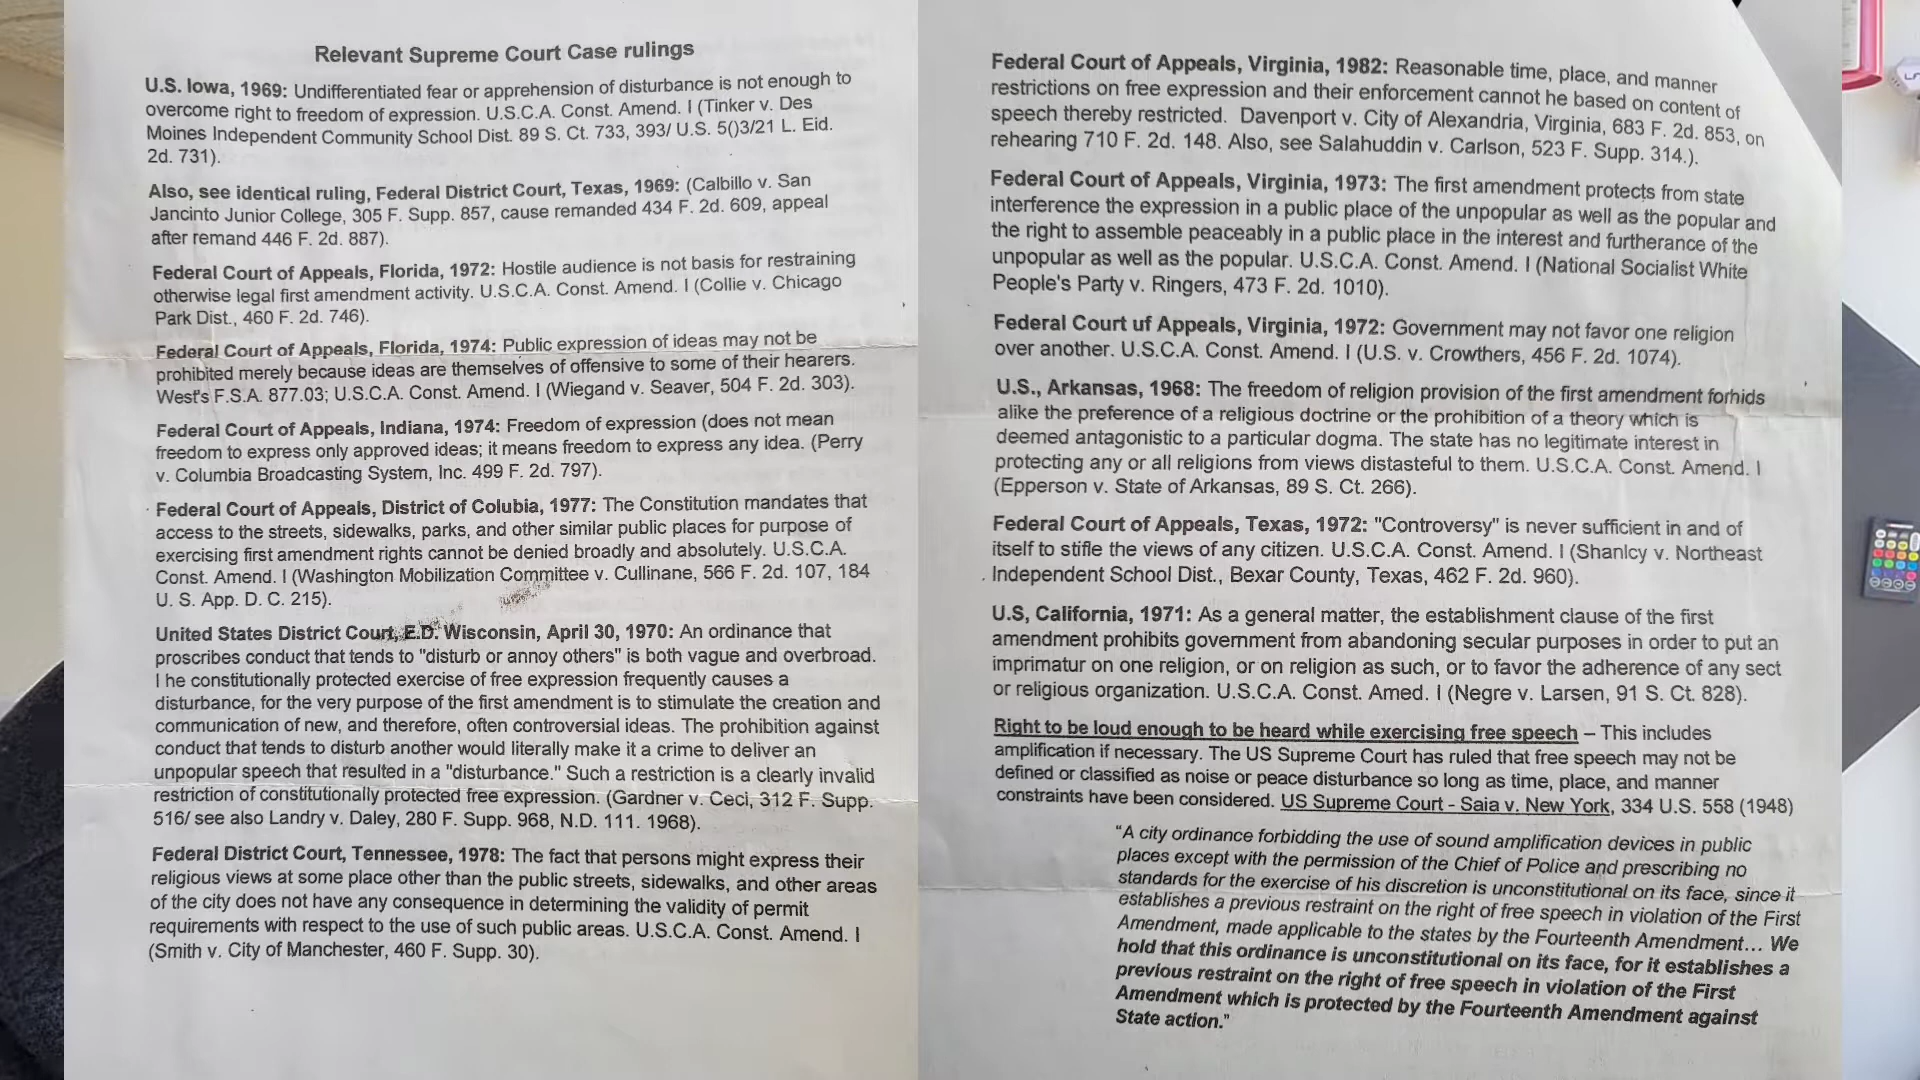 Relevant Supreme Court Case rulings
U.S. Iowa, 1969: Undifferentiated fear or apprehension of disturbance is not enough to
overcome right to freedom of expression. U.S.C.A. Const. Amend. I (Tinker v. Des
Moines Independent Community School Dist. 89 S. Ct. 733, 393/ U.S. 5()3/21 L. Eid.
2d. 731).
Also, see identical ruling, Federal District Court, Texas, 1969: (Calbillo v. San
Jancinto Junior College, 305 F. Supp. 857, cause remanded 434 F. 2d. 609, appeal
after remand 446 F. 2d. 887).
Federal Court of Appeals, Florida, 1972: Hostile audience is not basis for restraining
otherwise legal first amendment activity. U.S.C.A. Const. Amend. I (Collie v. Chicago
Park Dist., 460 F. 2d. 746).
Federal Court of Appeals, Florida, 1974: Public expression of ideas may not be
prohibited merely because ideas are themselves of offensive to some of their hearers.
West's F.S.A. 877.03; U.S.C.A. Const. Amend. I (Wiegand v. Seaver, 504 F. 2d. 303).
Federal Court of Appeals, Indiana, 1974: Freedom of expression (does not mean
freedom to express only approved ideas; it means freedom to express any idea. (Perry
v. Columbia Broadcasting System, Inc. 499 F. 2d. 797).
Federal Court of Appeals, District of Colubia, 1977: The Constitution mandates that
access to the streets, sidewalks, parks, and other similar public places for purpose of
exercising first amendment rights cannot be denied broadly and absolutely. U.S.C.A.
Const. Amend. I (Washington Mobilization Committee v. Cullinane, 566 F. 2d. 107, 184
U. S. App. D. C. 215).
United States District Court, E.D. Wisconsin, April 30, 1970: An ordinance that
proscribes conduct that tends to "disturb or annoy others" is both vague and overbroad.
I he constitutionally protected exercise of free expression frequently causes a
disturbance, for the very purpose of the first amendment is to stimulate the creation and
communication of new, and therefore, often controversial ideas. The prohibition against
conduct that tends to disturb another would literally make it a crime to deliver an
unpopular speech that resulted in a "disturbance." Such a restriction is a clearly invalid
restriction of constitutionally protected free expression. (Gardner v. Ceci, 312 F. Supp.
516/ see also Landry v. Daley, 280 F. Supp. 968, N.D. 111. 1968).
Federal District Court, Tennessee, 1978: The fact that persons might express their
religious views at some place other than the public streets, sidewalks, and other areas
of the city does not have any consequence in determining the validity of permit
requirements with respect to the use of such public areas. U.S.C.A. Const. Amend. I
(Smith v. City of Manchester, 460 F. Supp. 30).
Federal Court of Appeals, Virginia, 1982: Reasonable time, place, and manner
restrictions on free expression and their enforcement cannot he based on content of
speech thereby restricted. Davenport v. City of Alexandria, Virginia, 683 F. 2d. 853, on
rehearing 710 F. 2d. 148. Also, see Salahuddin v. Carlson, 523 F. Supp. 314.).
Federal Court of Appeals, Virginia, 1973: The first amendment protects from state
interference the expression in a public place of the unpopular as well as the popular and
the right to assemble peaceably in a public place in the interest and furtherance of the
unpopular as well as the popular. U.S.C.A. Const. Amend. I (National Socialist White
People's Party v. Ringers, 473 F. 2d. 1010).
Federal Court uf Appeals, Virginia, 1972: Government may not favor one religion
over another. U.S.C.A. Const. Amend. I (U.S. v. Crowthers, 456 F. 2d. 1074).
U.S., Arkansas, 1968: The freedom of religion provision of the first amendment forhids
alike the preference of a religious doctrine or the prohibition of a theory which is
deemed antagonistic to a particular dogma. The state has no legitimate interest in
protecting any or all religions from views distasteful to them. U.S.C.A. Const. Amend. I
(Epperson v. State of Arkansas, 89 S. Ct. 266).
Federal Court of Appeals, Texas, 1972: "Controversy" is never sufficient in and of
itself to stifle the views of any citizen. U.S.C.A. Const. Amend. I (Shanlcy v. Northeast
Independent School Dist., Bexar County, Texas, 462 F. 2d. 960).
U.S, California, 1971: As a general matter, the establishment clause of the first
amendment prohibits government from abandoning secular purposes in order to put an
imprimatur on one religion, or on religion as such, or to favor the adherence of any sect
or religious organization. U.S.C.A. Const. Amed. I (Negre v. Larsen, 91 S. Ct. 828).
Right to be loud enough to be heard while exercising free speech – This includes
amplification if necessary. The US Supreme Court has ruled that free speech may not be
defined or classified as noise or peace disturbance so long as time, place, and manner
constraints have been considered. US Supreme Court - Saia v. New York, 334 U.S. 558 (1948)
"A city ordinance forbidding the use of sound amplification devices in public
places except with the permission of the Chief of Police and prescribing no
standards for the exercise of his discretion is unconstitutional on its face, since it
establishes a previous restraint on the right of free speech in violation of the First
Amendment, made applicable to the states by the Fourteenth Amendment... We
hold that this ordinance is unconstitutional on its face, for it establishes a
previous restraint on the right of free speech in violation of the First
Amendment which is protected by the Fourteenth Amendment against
State action."